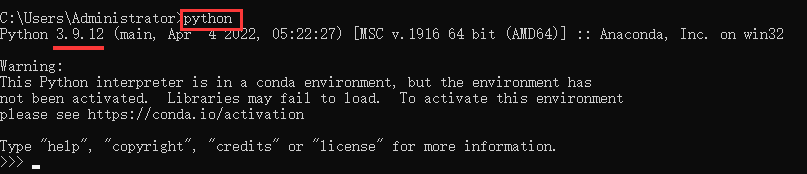 C:\Users\Administrator>python
Python 3.9.12 (main, Apr  4 2022, 05:22:27) [MSC v.1916 64 bit (AMD64)] :: Anaconda, Inc. on win32
Warning:
This Python interpreter is in a conda environment, but the environment has
not been activated.  Libraries may fail to load.  To activate this environment
please see https://conda.io/activation
Type "help", "copyright", "credits" or "license" for more information.
>>>